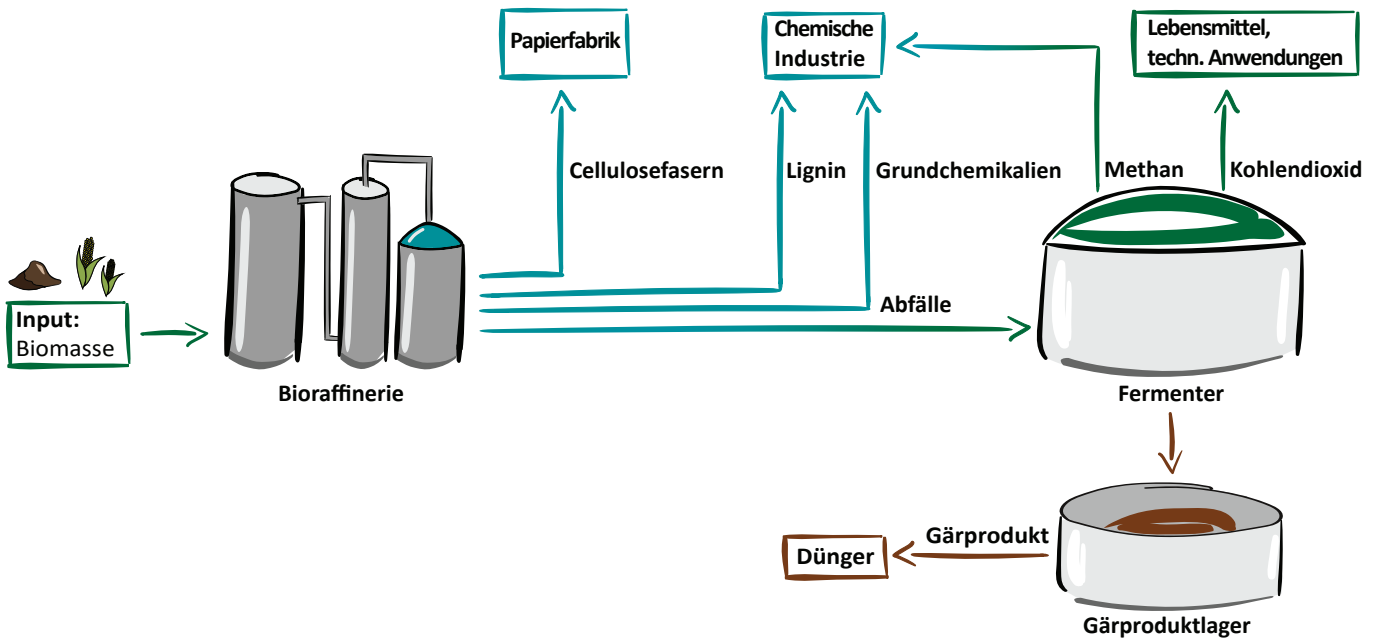 Papierfabrik
Chemische
Industrie
Lebensmittel,
techn. Anwendungen
Cellulosefasern
Lignin
Grundchemikalien
Methan
Kohlendioxid
Input:
Biomasse
Abfälle
Bioraffinerie
Fermenter
Gärprodukt
Dünger
Gärproduktlager